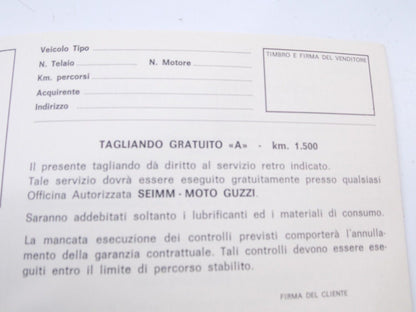 Veicolo Tipo
TIMBRO E FIRMA DEL VENDITORE
N. Telaio N. Motore
Km. percorsi
Acquirente
Indirizzo
TAGLIANDO GRATUITO «A» - km. 1.500
Il presente tagliando dà diritto al servizio retro indicato.
Tale servizio dovrà essere eseguito gratuitamente presso qualsiasi
Officina Autorizzata SEIMM - MOTO GUZZI.
Saranno addebitati soltanto i lubrificanti ed i materiali di consumo.
La mancata esecuzione dei controlli previsti comporterà l'annulla-
mento della garanzia contrattuale. Tali controlli devono essere ese-
guiti entro il limite di percorso stabilito.
FIRMA DEL CLIENTE